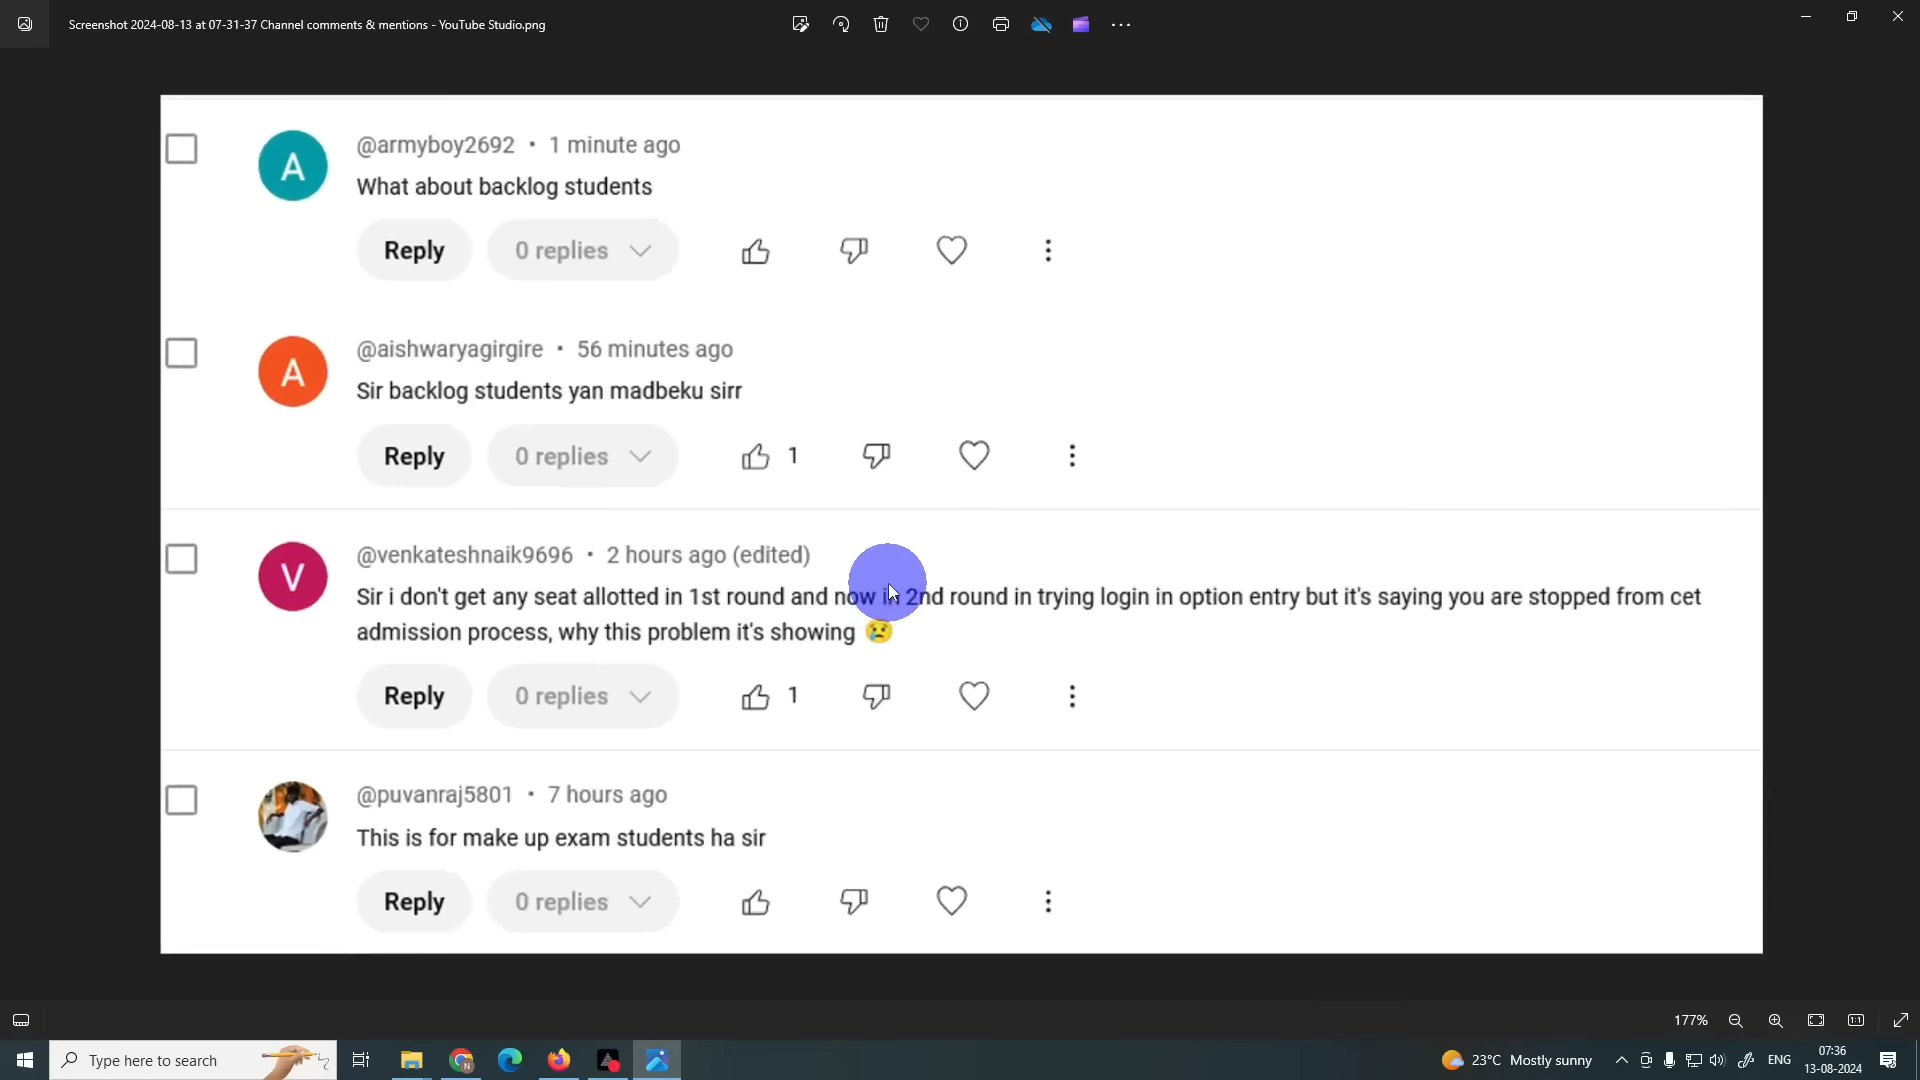 Screenshot 2024-08-13 at 07-31-37 Channel comments & mentions - YouTube Studio.png
A
@armyboy2692 • 1 minute ago
What about backlog students
Reply 0 replies
A
@aishwaryagirgire • 56 minutes ago
Sir backlog students yan madbeku sirr
Reply 0 replies 1
V
@venkateshnaik9696 • 2 hours ago (edited)
Sir i don't get any seat allotted in 1st round and now in 2nd round in trying login in option entry but it's saying you are stopped from cet
admission process, why this problem it's showing 😢
Reply 0 replies 1
@puvanraj5801 • 7 hours ago
This is for make up exam students ha sir
Reply 0 replies
177%
1:1
Type here to search
N
23°C Mostly sunny
ENG
07:36
13-08-2024